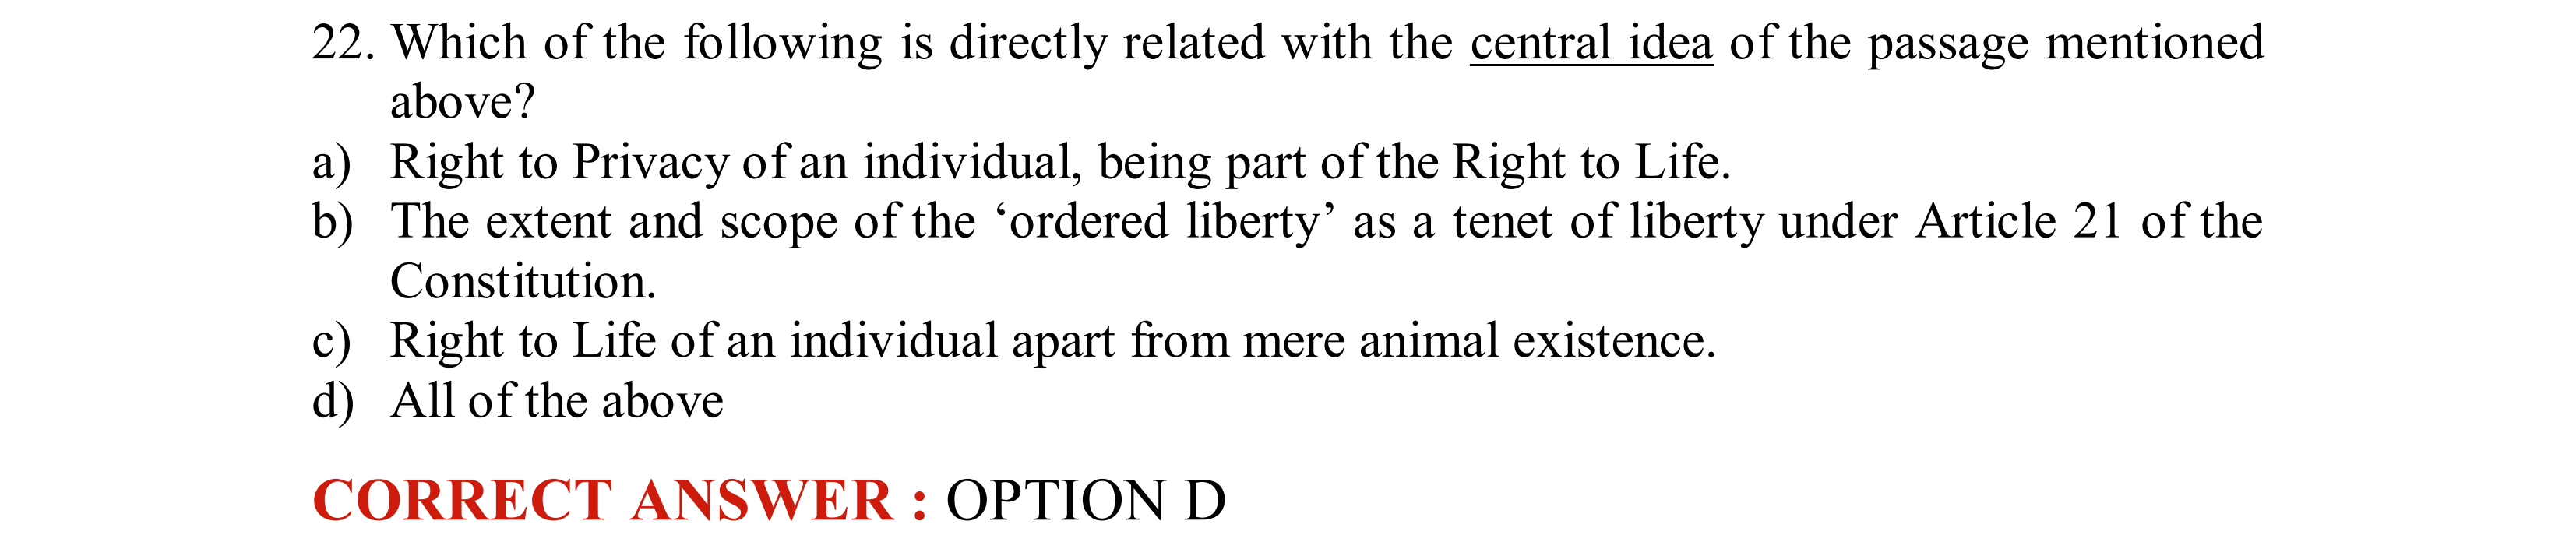 22. Which of the following is directly related with the central idea of the passage mentioned
above?
a) Right to Privacy of an individual, being part of the Right to Life.
b) The extent and scope of the ‘ordered liberty’ as a tenet of liberty under Article 21 of the
Constitution.
c) Right to Life of an individual apart from mere animal existence.
d) All of the above
CORRECT ANSWER : OPTION D